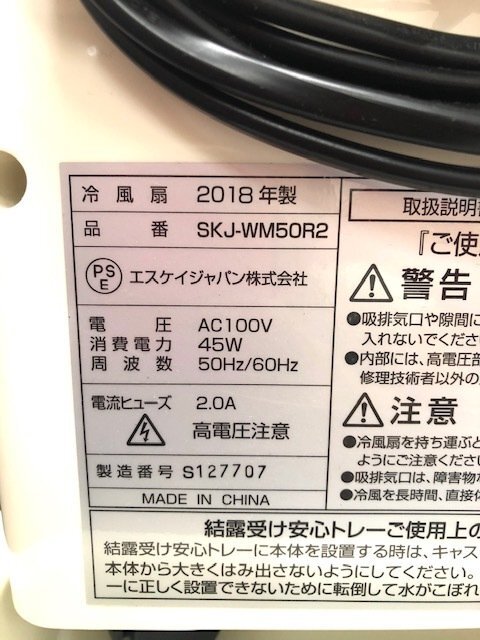 冷風扇 2018年製
品番 SKJ-WM50R2
PSE エスケイジャパン株式会社
電圧 AC100V
消費電力 45W
周波数 50Hz/60Hz
電流ヒューズ 2.0A
高電圧注意
製造番号 S127707
MADE IN CHINA
取扱説明書
『ご使
警告
●吸排気口や隙間に
入れないでくださ
●内部には、高電圧部
修理技術者以外の
注意
●冷風扇を持ち運ぶと
ようにご注意くださ
●吸排気口は、障害物
●冷風を長時間、直接
結露受け安心トレーご使用上の
結露受け安心トレーに本体を設置する時は、キャス
本体から大きくはみ出さないようにしてください。
一に正しく設置できないために転倒して水がこぼれ